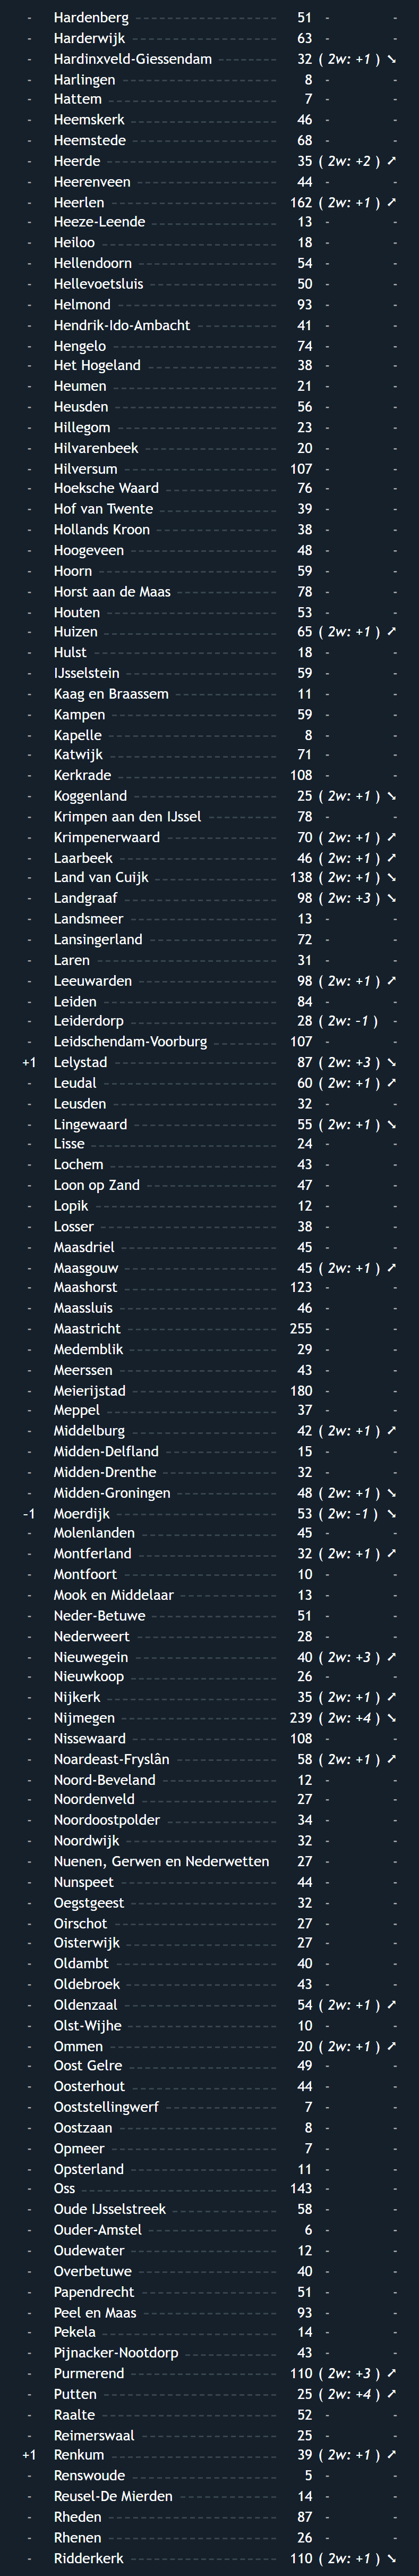 - Hardenberg 51 - -
- Harderwijk 63 - -
- Hardinxveld-Giessendam 32 ( 2w: +1 ) ➘
- Harlingen 8 - -
- Hattem 7 - -
- Heemskerk 46 - -
- Heemstede 68 - -
- Heerde 35 ( 2w: +2 ) ➚
- Heerenveen 44 - -
- Heerlen 162 ( 2w: +1 ) ➚
- Heeze-Leende 13 - -
- Heiloo 18 - -
- Hellendoorn 54 - -
- Hellevoetsluis 50 - -
- Helmond 93 - -
- Hendrik-Ido-Ambacht 41 - -
- Hengelo 74 - -
- Het Hogeland 38 - -
- Heumen 21 - -
- Heusden 56 - -
- Hillegom 23 - -
- Hilvarenbeek 20 - -
- Hilversum 107 - -
- Hoeksche Waard 76 - -
- Hof van Twente 39 - -
- Hollands Kroon 38 - -
- Hoogeveen 48 - -
- Hoorn 59 - -
- Horst aan de Maas 78 - -
- Houten 53 - -
- Huizen 65 ( 2w: +1 ) ➚
- Hulst 18 - -
- IJsselstein 59 - -
- Kaag en Braassem 11 - -
- Kampen 59 - -
- Kapelle 8 - -
- Katwijk 71 - -
- Kerkrade 108 - -
- Koggenland 25 ( 2w: +1 ) ➘
- Krimpen aan den IJssel 78 - -
- Krimpenerwaard 70 ( 2w: +1 ) ➚
- Laarbeek 46 ( 2w: +1 ) ➚
- Land van Cuijk 138 ( 2w: +1 ) ➘
- Landgraaf 98 ( 2w: +3 ) ➘
- Landsmeer 13 - -
- Lansingerland 72 - -
- Laren 31 - -
- Leeuwarden 98 ( 2w: +1 ) ➚
- Leiden 84 - -
- Leiderdorp 28 ( 2w: -1 ) -
- Leidschendam-Voorburg 107 - -
+1 Lelystad 87 ( 2w: +3 ) ➘
- Leudal 60 ( 2w: +1 ) ➚
- Leusden 32 - -
- Lingewaard 55 ( 2w: +1 ) ➘
- Lisse 24 - -
- Lochem 43 - -
- Loon op Zand 47 - -
- Lopik 12 - -
- Losser 38 - -
- Maasdriel 45 - -
- Maasgouw 45 ( 2w: +1 ) ➚
- Maashorst 123 - -
- Maassluis 46 - -
- Maastricht 255 - -
- Medemblik 29 - -
- Meerssen 43 - -
- Meierijstad 180 - -
- Meppel 37 - -
- Middelburg 42 ( 2w: +1 ) ➚
- Midden-Delfland 15 - -
- Midden-Drenthe 32 - -
- Midden-Groningen 48 ( 2w: +1 ) ➘
-1 Moerdijk 53 ( 2w: -1 ) ➘
- Molenlanden 45 - -
- Montferland 32 ( 2w: +1 ) ➚
- Montfoort 10 - -
- Mook en Middelaar 13 - -
- Neder-Betuwe 51 - -
- Nederweert 28 - -
- Nieuwegein 40 ( 2w: +3 ) ➚
- Nieuwkoop 26 - -
- Nijkerk 35 ( 2w: +1 ) ➚
- Nijmegen 239 ( 2w: +4 ) ➘
- Nissewaard 108 - -
- Noardeast-Fryslân 58 ( 2w: +1 ) ➚
- Noord-Beveland 12 - -
- Noordenveld 27 - -
- Noordoostpolder 34 - -
- Noordwijk 32 - -
- Nuenen, Gerwen en Nederwetten 27 - -
- Nunspeet 44 - -
- Oegstgeest 32 - -
- Oirschot 27 - -
- Oisterwijk 27 - -
- Oldambt 40 - -
- Oldebroek 43 - -
- Oldenzaal 54 ( 2w: +1 ) ➚
- Olst-Wijhe 10 - -
- Ommen 20 ( 2w: +1 ) ➚
- Oost Gelre 49 - -
- Oosterhout 44 - -
- Ooststellingwerf 7 - -
- Oostzaan 8 - -
- Opmeer 7 - -
- Opsterland 11 - -
- Oss 143 - -
- Oude IJsselstreek 58 - -
- Ouder-Amstel 6 - -
- Oudewater 12 - -
- Overbetuwe 40 - -
- Papendrecht 51 - -
- Peel en Maas 93 - -
- Pekela 14 - -
- Pijnacker-Nootdorp 43 - -
- Purmerend 110 ( 2w: +3 ) ➚
- Putten 25 ( 2w: +4 ) ➚
- Raalte 52 - -
- Reimerswaal 25 - -
+1 Renkum 39 ( 2w: +1 ) ➚
- Renswoude 5 - -
- Reusel-De Mierden 14 - -
- Rheden 87 - -
- Rhenen 26 - -
- Ridderkerk 110 ( 2w: +1 ) ➘